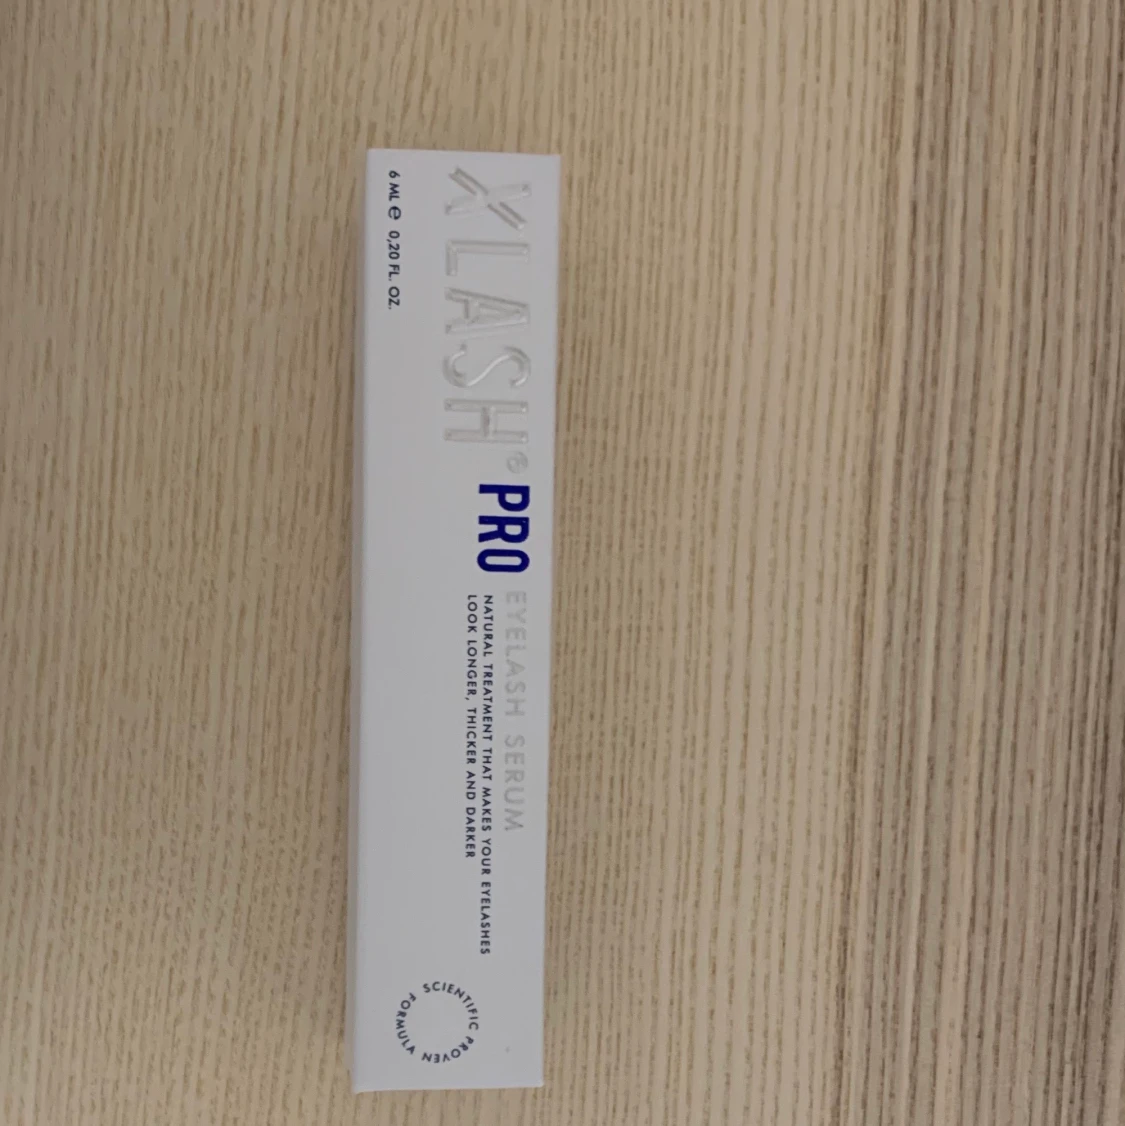 XLASH® PRO EYELASH SERUM
NATURAL TREATMENT THAT MAKES YOUR EYELASHES
LOOK LONGER, THICKER AND DARKER
6 ML ℮ 0,20 FL. OZ.
SCIENTIFIC PROVEN FORMULA